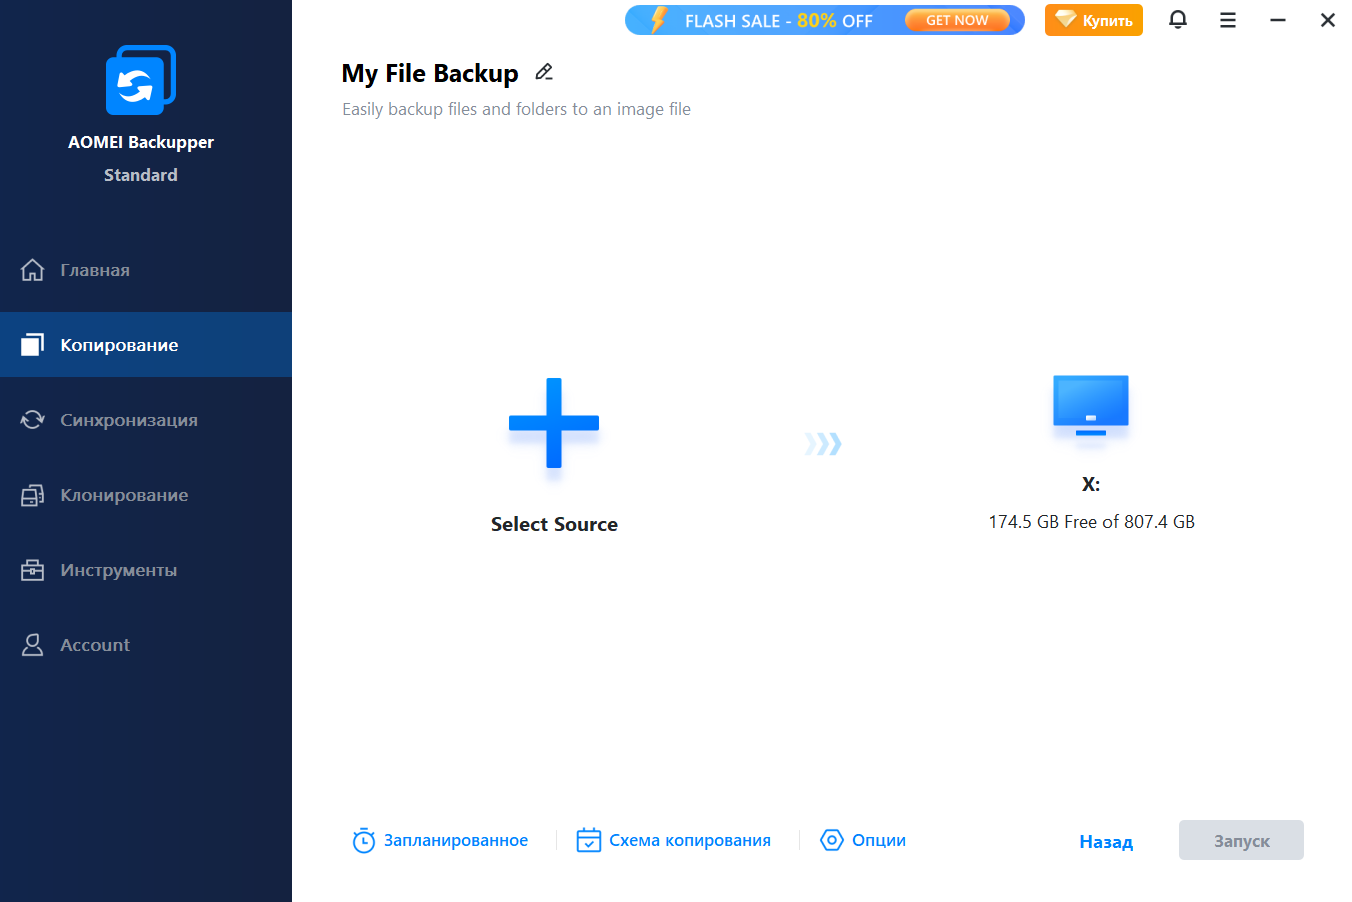 FLASH SALE - 80% OFF
GET NOW
Купить
AOMEI Backupper
Standard
Главная
Копирование
Синхронизация
Клонирование
Инструменты
Account
My File Backup
Easily backup files and folders to an image file
Select Source
X:
174.5 GB Free of 807.4 GB
Запланированное
Схема копирования
Опции
Назад
Запуск